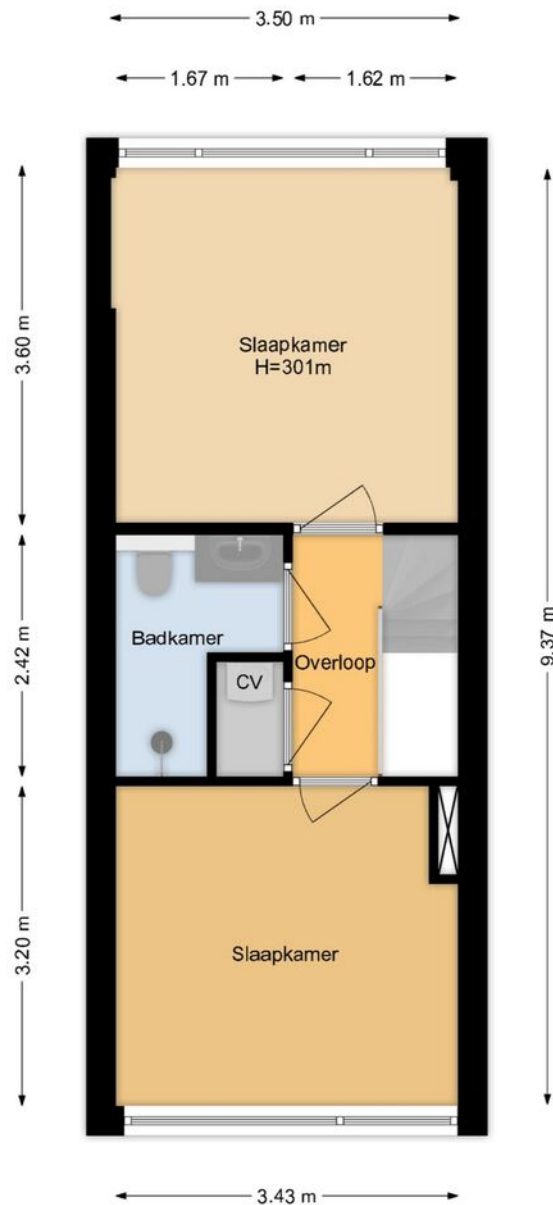 3.50 m
1.67 m
1.62 m
3.60 m
Slaapkamer
H=301m
9.37 m
2.42 m
Badkamer
Overloop
CV
3.20 m
Slaapkamer
3.43 m